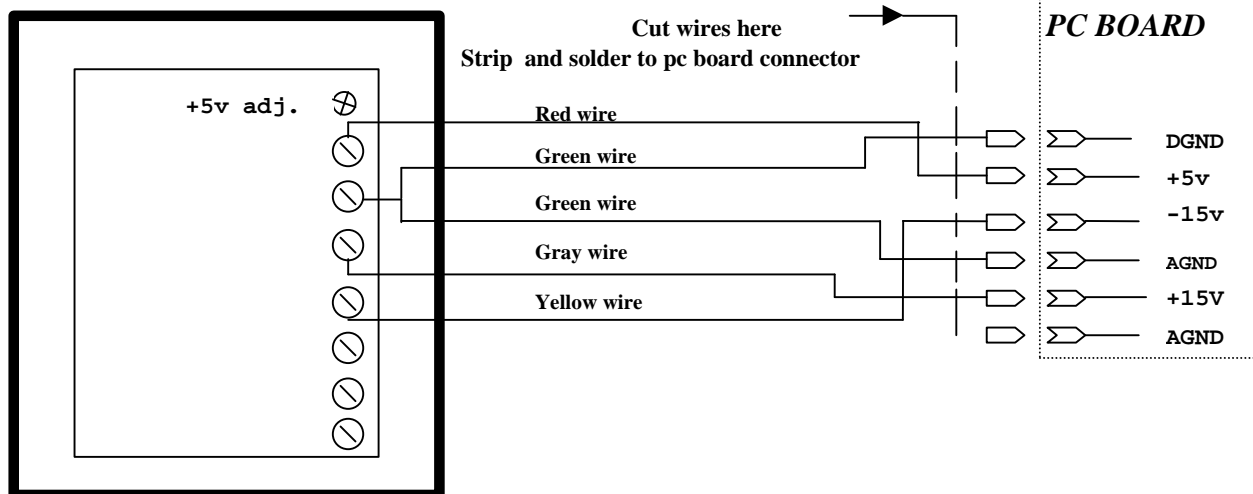 Cut wires here
Strip and solder to pc board connector
PC BOARD
+5v adj.
Red wire
Green wire
Green wire
Gray wire
Yellow wire
DGND
+5v
-15v
AGND
+15V
AGND